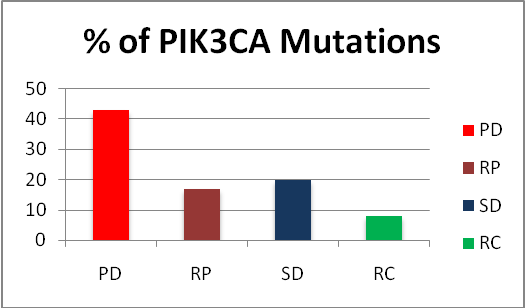 % of PIK3CA Mutations
50
40
30
20
10
0
PD RP SD RC
PD
RP
SD
RC